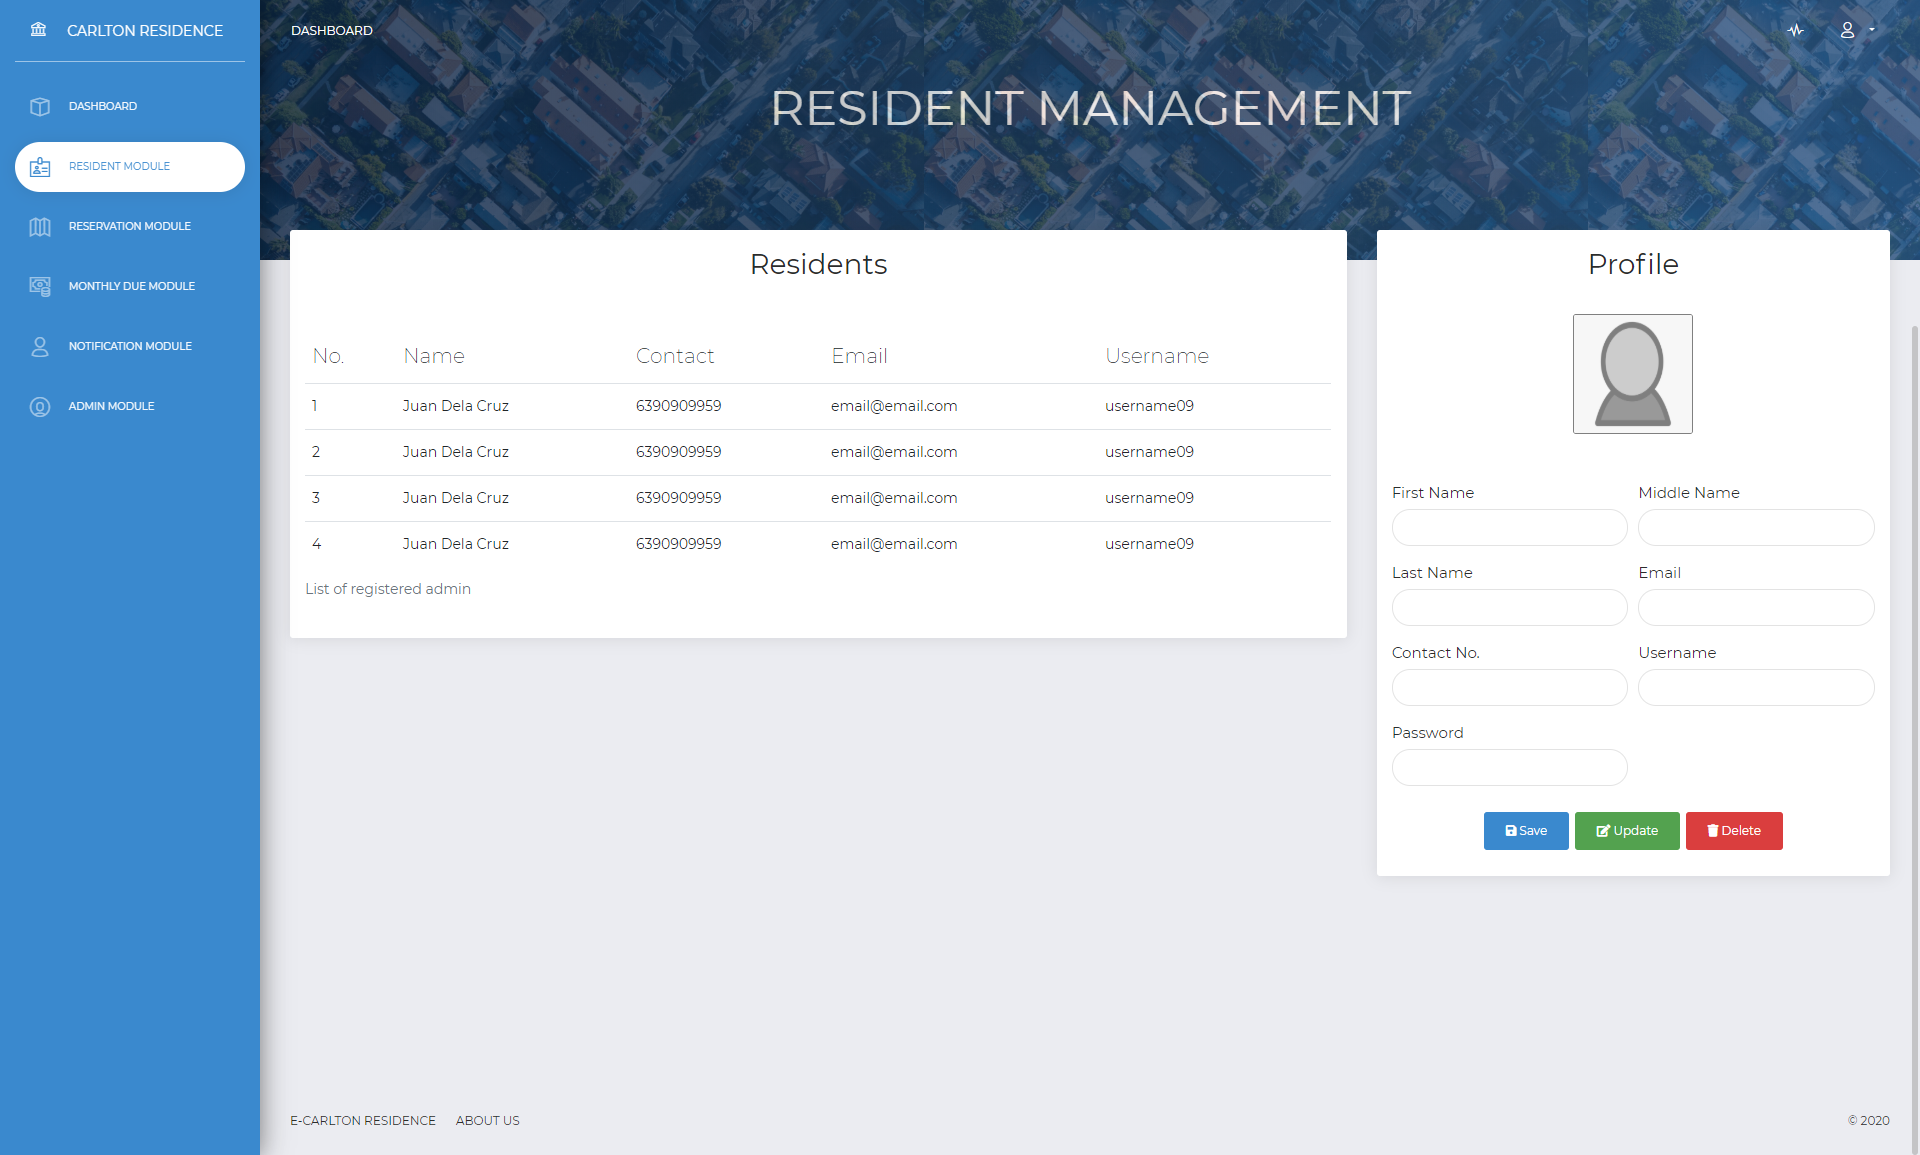 CARLTON RESIDENCE
DASHBOARD
RESIDENT MODULE
RESERVATION MODULE
MONTHLY DUE MODULE
NOTIFICATION MODULE
ADMIN MODULE
DASHBOARD
RESIDENT MANAGEMENT
Residents
No. Name Contact Email Username
1 Juan Dela Cruz 6390909959 email@email.com username09
2 Juan Dela Cruz 6390909959 email@email.com username09
3 Juan Dela Cruz 6390909959 email@email.com username09
4 Juan Dela Cruz 6390909959 email@email.com username09
List of registered admin
Profile
First Name Middle Name
Last Name Email
Contact No. Username
Password
Save Update Delete
E-CARLTON RESIDENCE ABOUT US © 2020